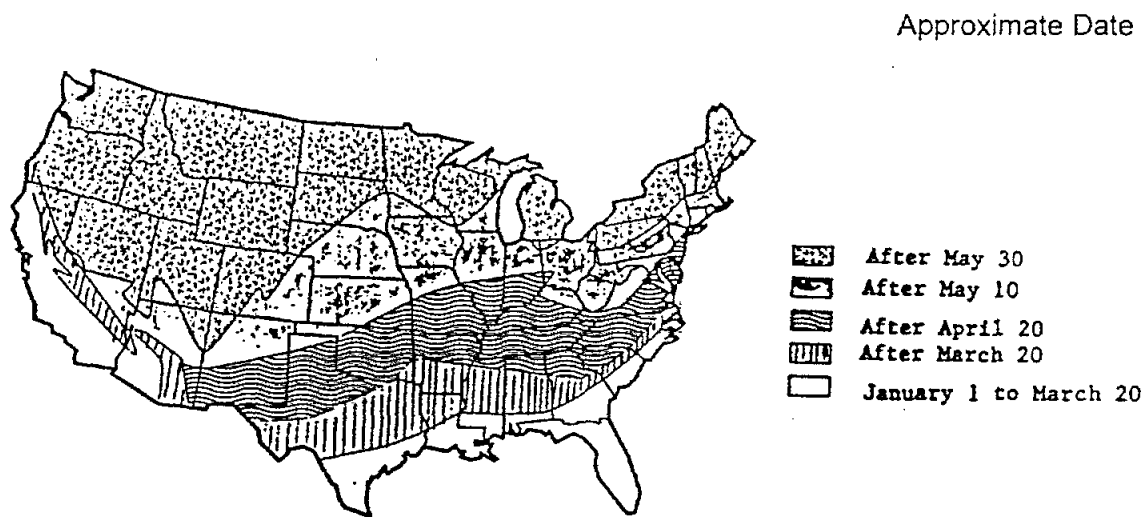 Approximate Date
After May 30
After May 10
After April 20
After March 20
January 1 to March 20